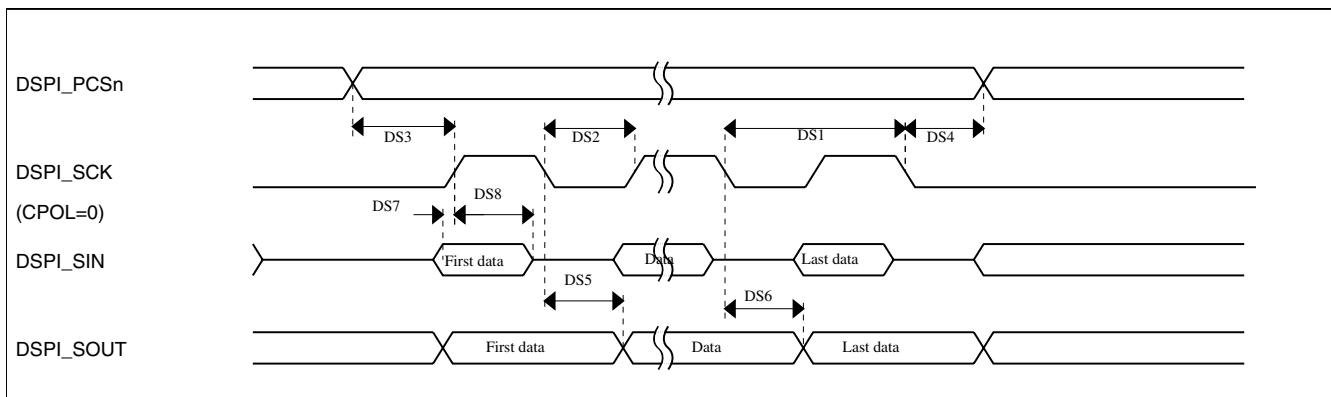 DSPI_PCSn
DS3
DS2
DS1
DS4
DSPI_SCK
(CPOL=0)
DS7
DS8
DSPI_SIN
First data
Data
Last data
DS5
DS6
DSPI_SOUT
First data
Data
Last data